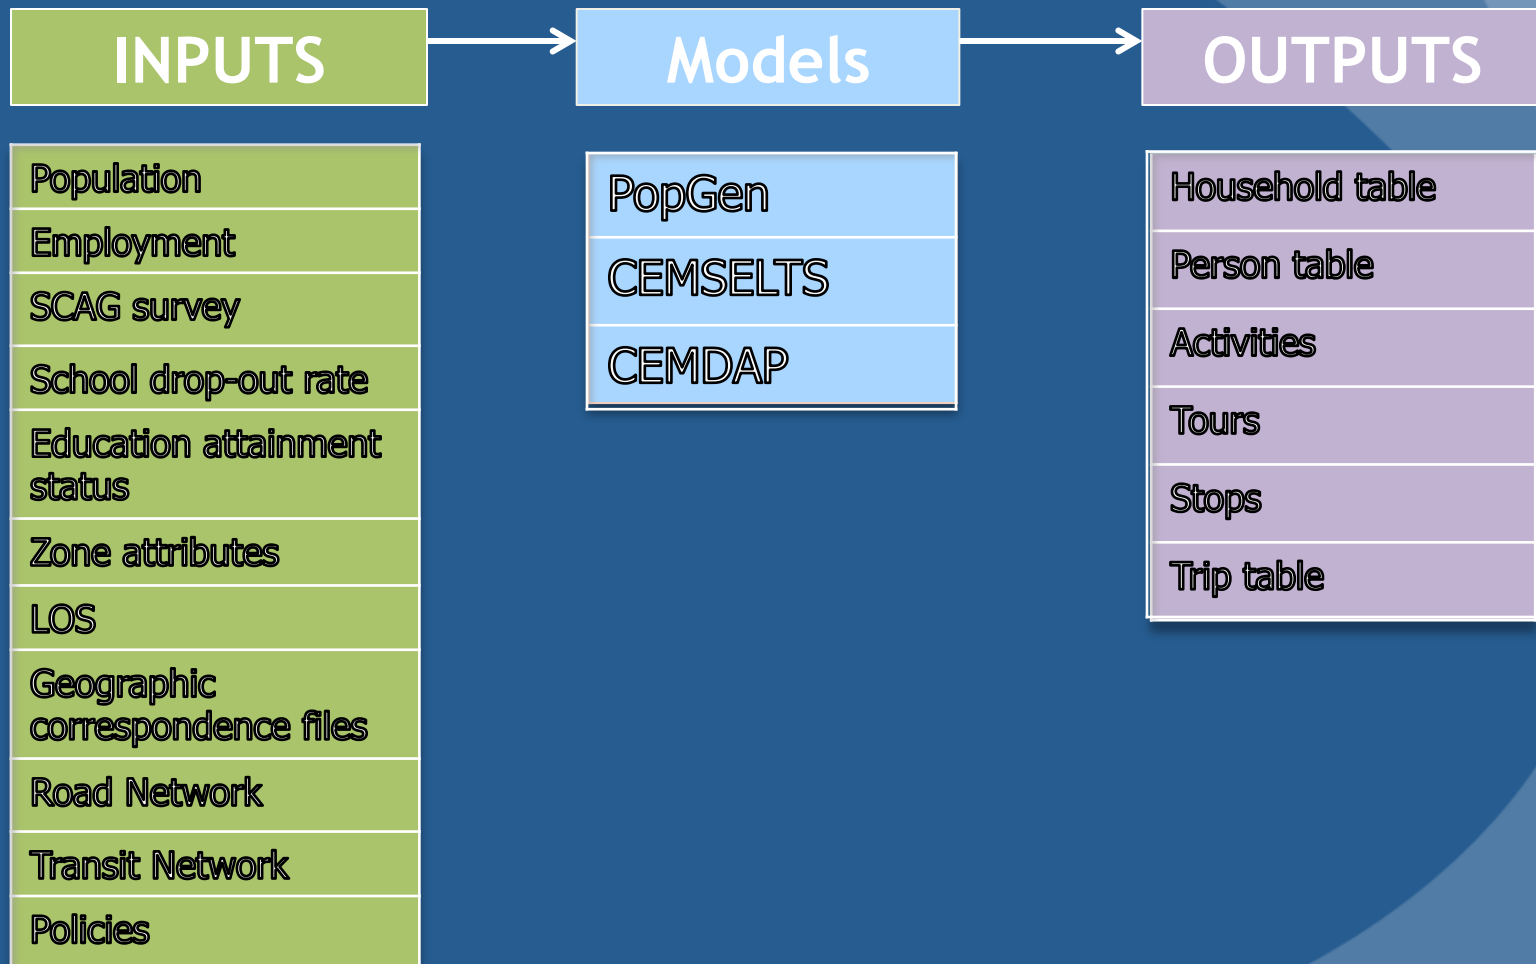 INPUTS
Models
OUTPUTS
Population
Employment
SCAG survey
School drop-out rate
Education attainment
status
Zone attributes
LOS
Geographic
correspondence files
Road Network
Transit Network
Policies
PopGen
CEMSELTS
CEMDAP
Household table
Person table
Activities
Tours
Stops
Trip table